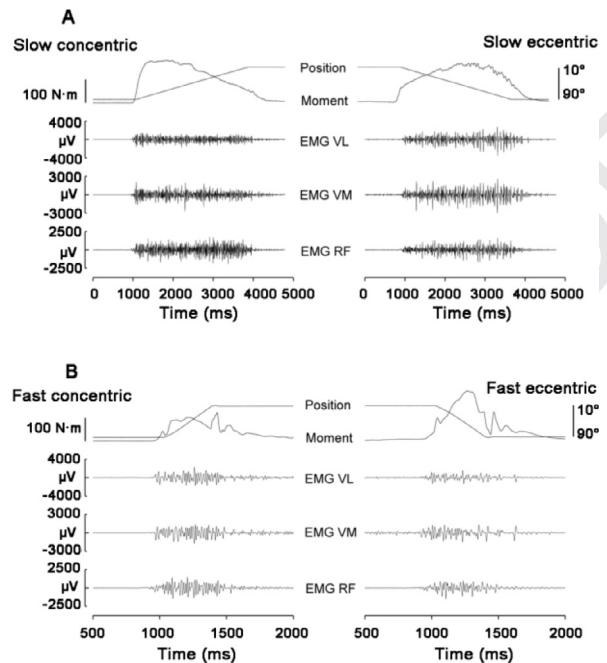 A
Slow concentric
Slow eccentric
Position
10°
100 N·m
Moment
90°
4000
µV
-4000
EMG VL
3000
µV
-3000
EMG VM
2500
µV
-2500
EMG RF
0 1000 2000 3000 4000 5000
0 1000 2000 3000 4000 5000
Time (ms)
Time (ms)
B
Fast concentric
Fast eccentric
Position
10°
100 N·m
Moment
90°
4000
µV
-4000
EMG VL
3000
µV
-3000
EMG VM
2500
µV
-2500
EMG RF
500 1000 1500 2000
500 1000 1500 2000
Time (ms)
Time (ms)